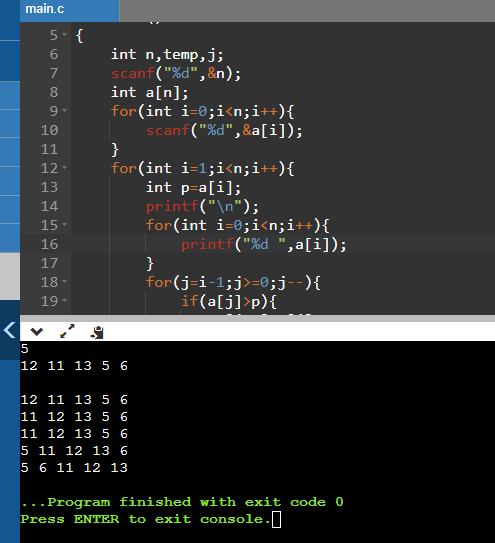 main.c
5 {
6 int n,temp,j;
7 scanf("%d",&n);
8 int a[n];
9 for(int i=0;i<n;i++){
10 scanf("%d",&a[i]);
11 }
12 for(int i=1;i<n;i++){
13 int p=a[i];
14 printf("\n");
15 for(int i=0;i<n;i++){
16 printf("%d ",a[i]);
17 }
18 for(j=i-1;j>=0;j--){
19 if(a[j]>p){
5
12 11 13 5 6
12 11 13 5 6
11 12 13 5 6
11 12 13 5 6
5 11 12 13 6
5 6 11 12 13
...Program finished with exit code 0
Press ENTER to exit console.